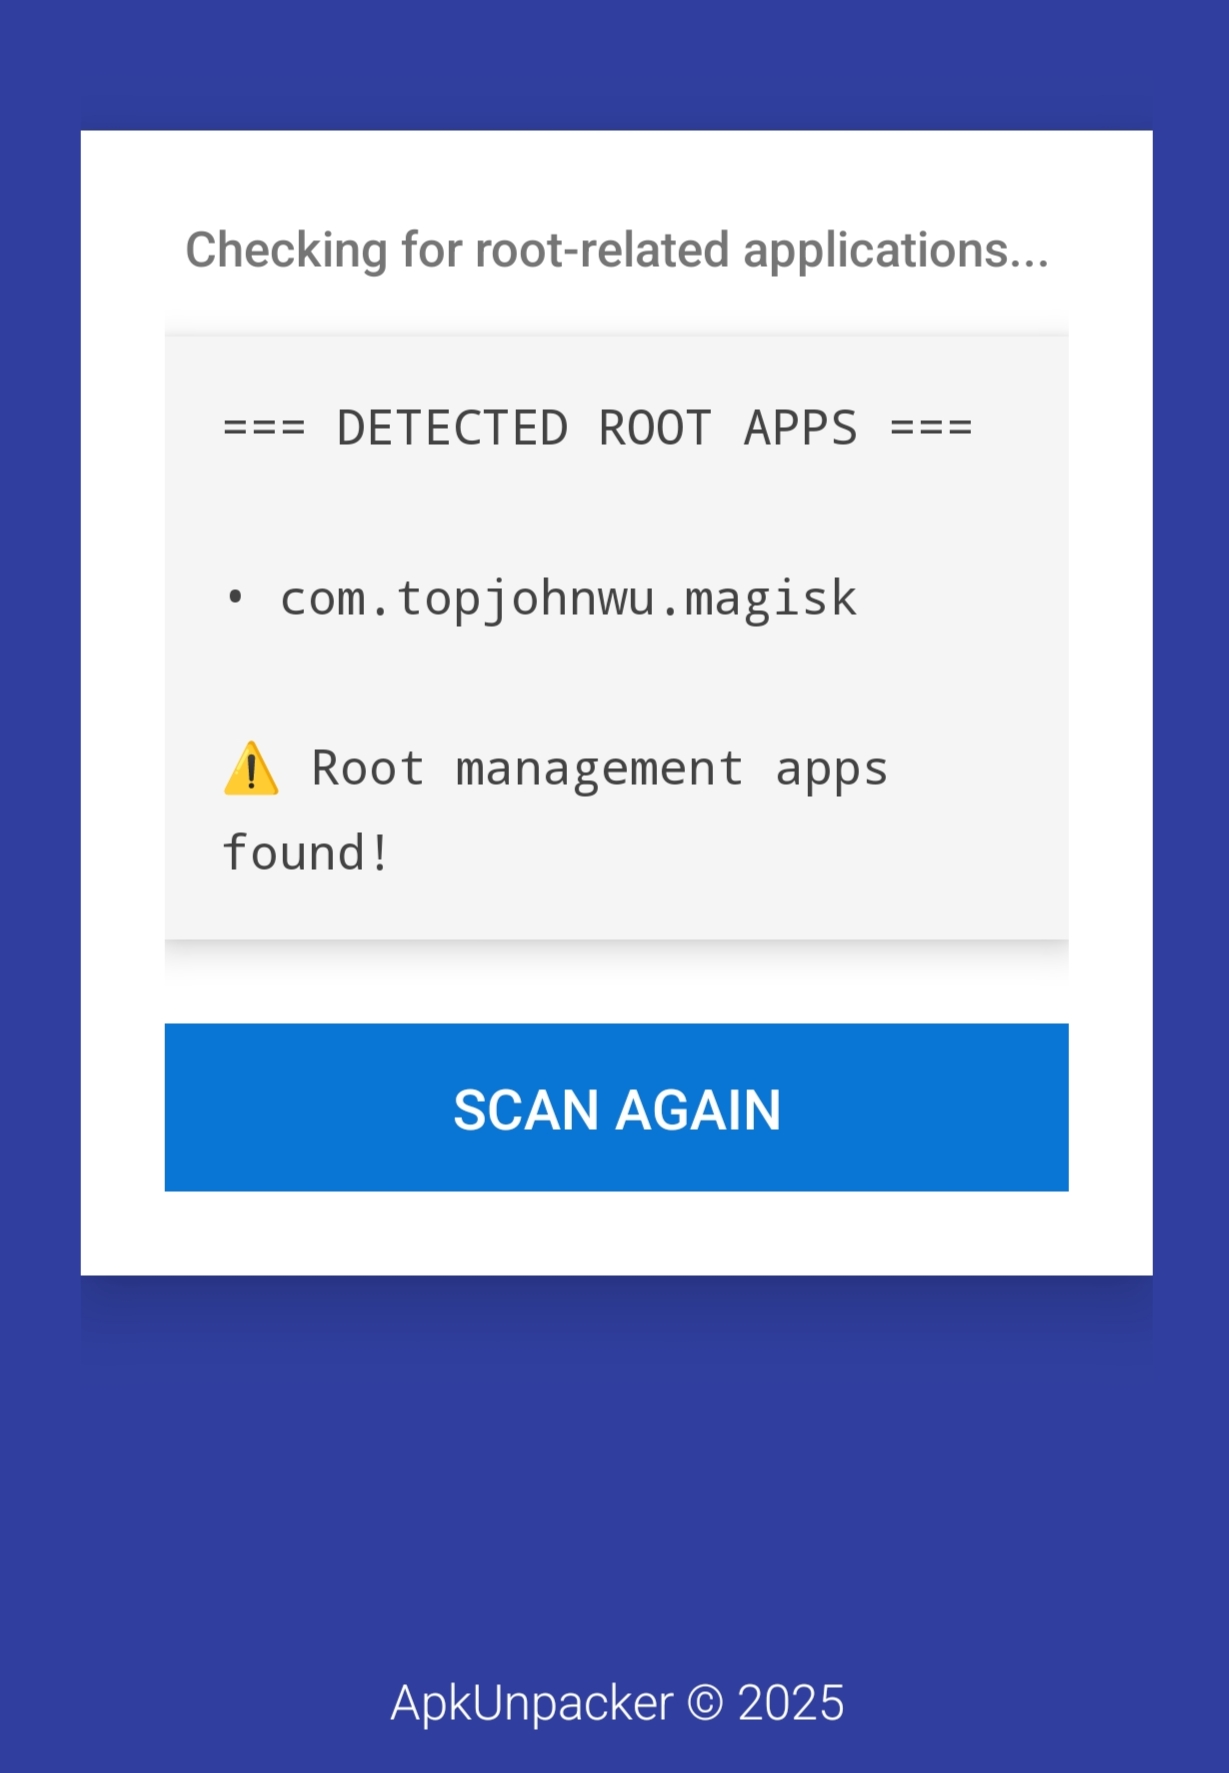 Checking for root-related applications...
=== DETECTED ROOT APPS ===
• com.topjohnwu.magisk
⚠️ Root management apps
found!
SCAN AGAIN
ApkUnpacker © 2025